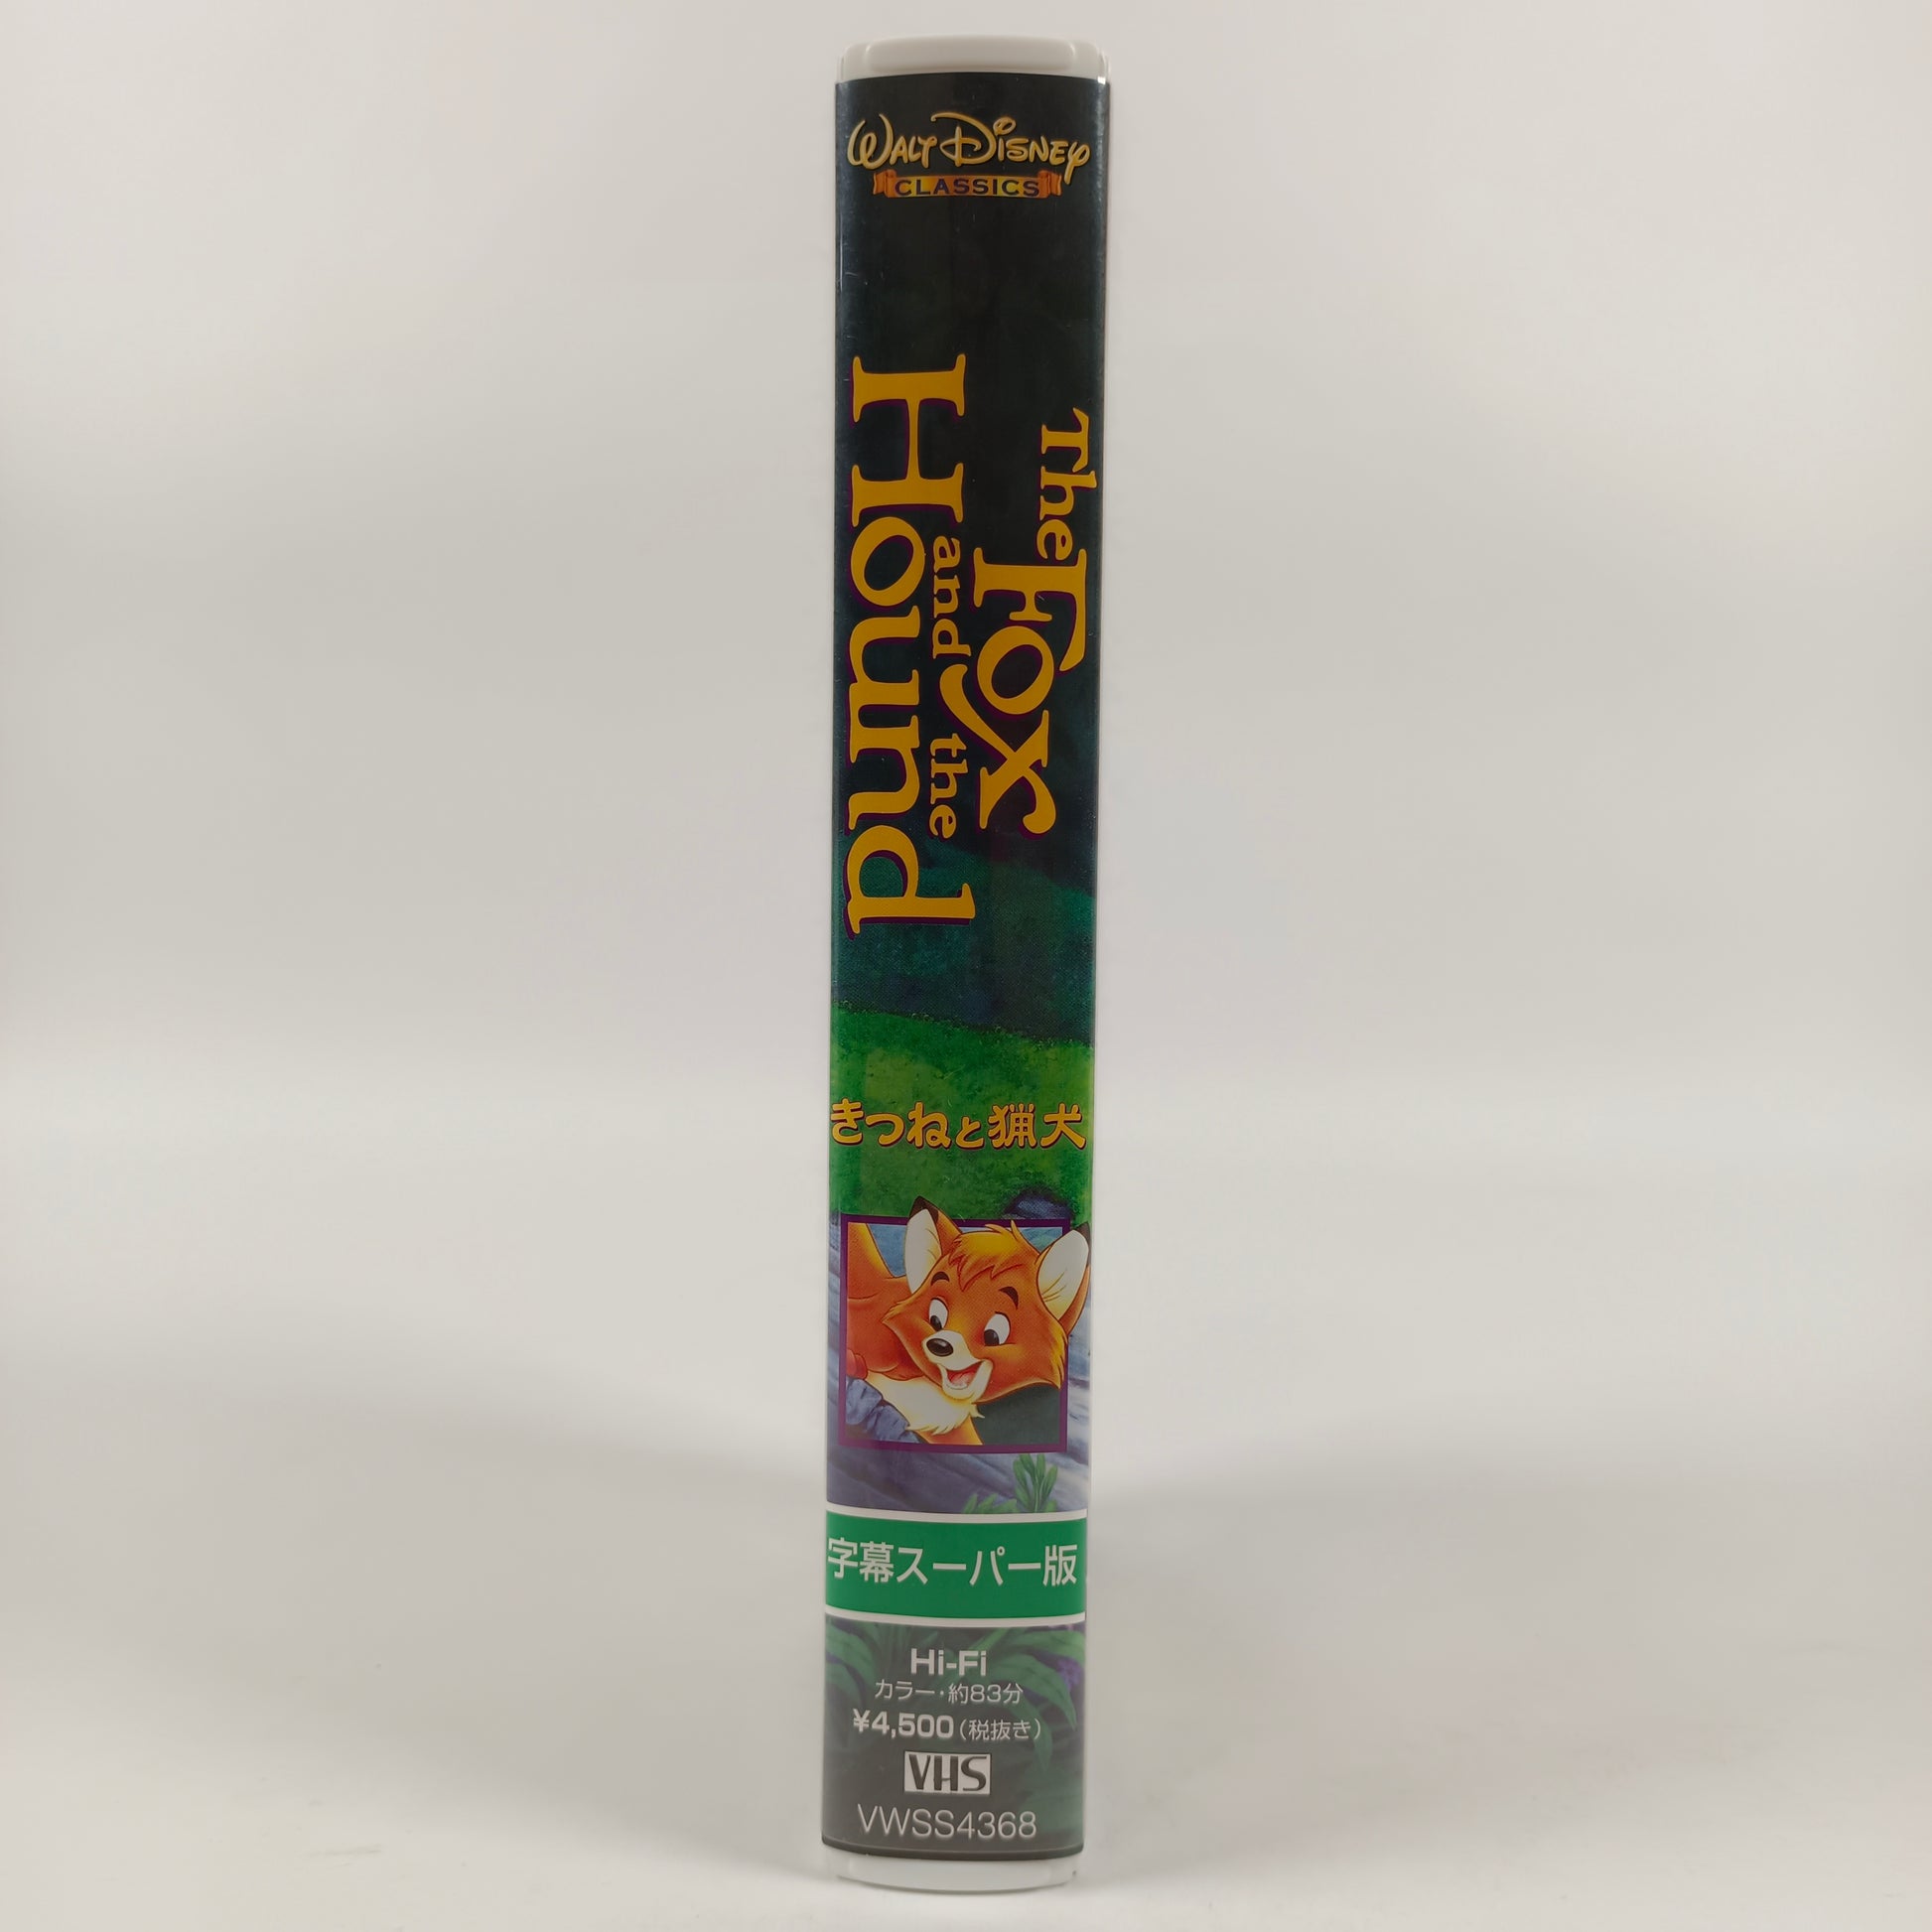 WALT DISNEY
CLASSICS
The Fox
and the
Hound
きつねと猟犬
字幕スーパー版
Hi-Fi
カラー・約83分
¥4,500(税抜き)
VHS
VWSS4368